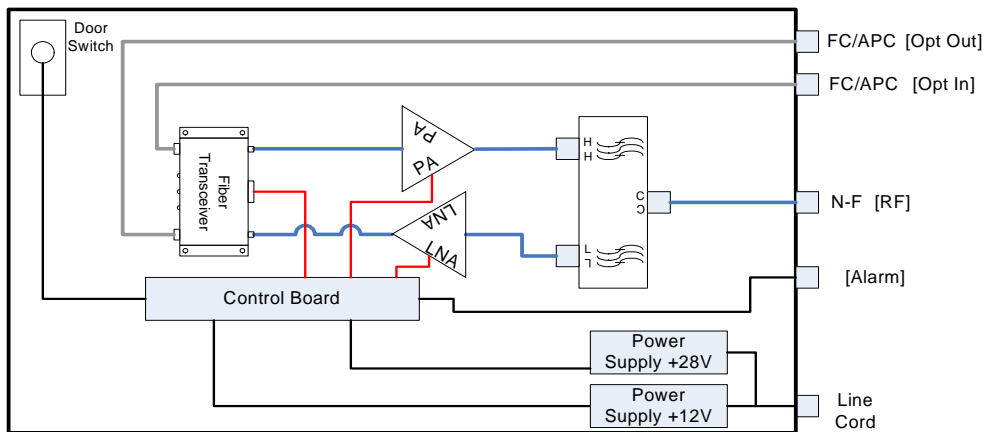 Door
Switch
FC/APC [Opt Out]
FC/APC [Opt In]
PA
PA
H
H
Fiber
Transceiver
C
C
N-F [RF]
LNA
LNA
L
L
[Alarm]
Control Board
Power
Supply +28V
Power
Supply +12V
Line
Cord